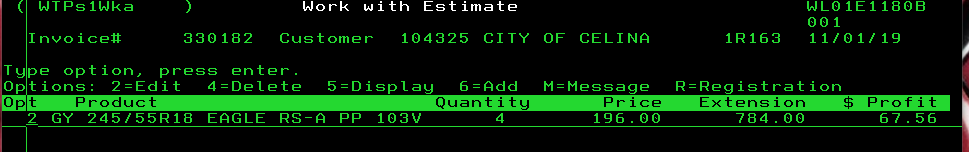 ( WTPs1Wka ) Work with Estimate WL01E1180B
001
Invoice# 330182 Customer 104325 CITY OF CELINA 1R163 11/01/19
Type option, press enter.
Options: 2=Edit 4=Delete 5=Display 6=Add M=Message R=Registration
Opt Product Quantity Price Extension $ Profit
2 GY 245/55R18 EAGLE RS-A PP 103V 4 196.00 784.00 67.56